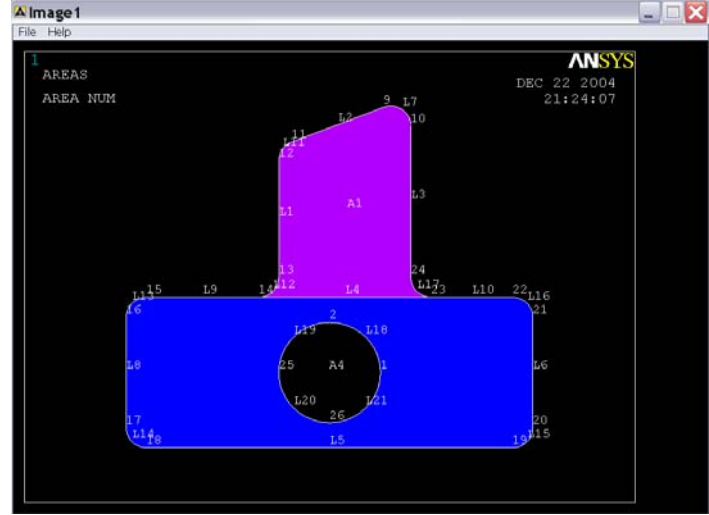 Image1
File Help
1
ANSYS
AREAS
DEC 22 2004
AREA NUM
21:24:07
9 L7
L2 10
11
L11
12
L3
A1
L1
13 24
L12 L17
15 L9 14 L4 23 L10 22
L13 L16
16 21
2
L19 L18
L8 25 A4 1 L6
L20 L21
26
17 20
L14 L15
18 L5 19